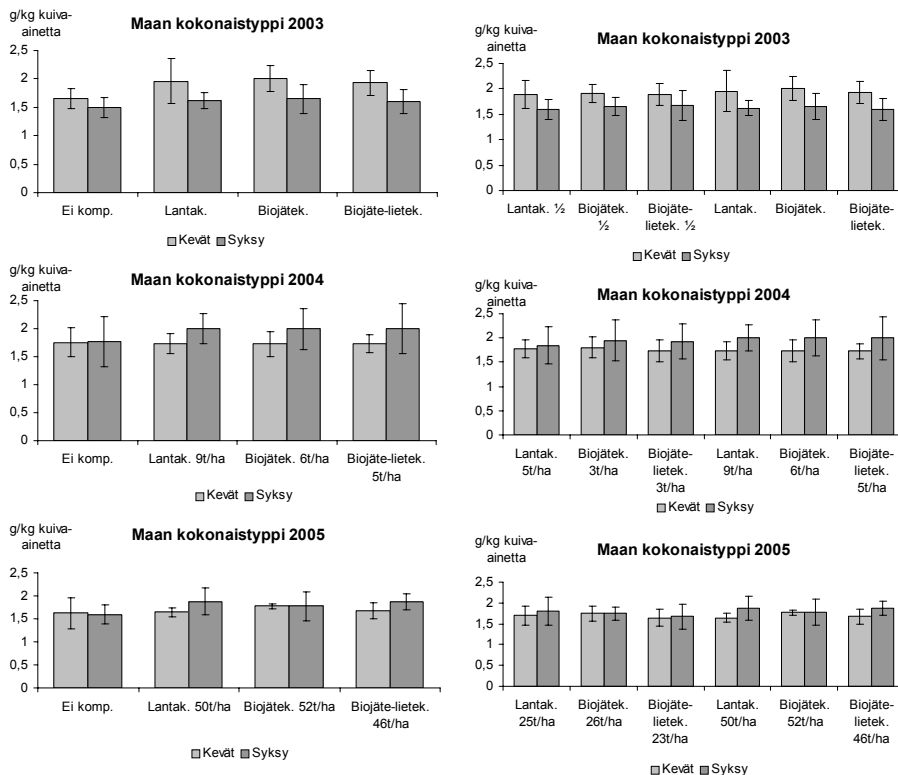 g/kg kuiva-
ainetta
Maan kokonaistyppi 2003
2,5
2
1,5
1
0,5
0
Ei komp. Lantak. Biojätek. Biojäte-lietek.
Kevät Syksy
g/kg kuiva-
ainetta
Maan kokonaistyppi 2003
2,5
2
1,5
1
0,5
0
Lantak. ½ Biojätek. Biojäte- Lantak. Biojätek. Biojäte-
½ lietek. ½ lietek.
Kevät Syksy
g/kg kuiva-
ainetta
Maan kokonaistyppi 2004
2,5
2
1,5
1
0,5
0
Ei komp. Lantak. 9t/ha Biojätek. 6t/ha Biojäte-lietek.
5t/ha
Kevät Syksy
g/kg kuiva-
ainetta
Maan kokonaistyppi 2004
2,5
2
1,5
1
0,5
0
Lantak. Biojätek. Biojäte- Lantak. Biojätek. Biojäte-
5t/ha 3t/ha lietek. 9t/ha 6t/ha lietek.
3t/ha 5t/ha
Kevät Syksy
g/kg kuiva-
ainetta
Maan kokonaistyppi 2005
2,5
2
1,5
1
0,5
0
Ei komp. Lantak. 50t/ha Biojätek. 52t/ha Biojäte-lietek.
46t/ha
Kevät Syksy
g/kg kuiva-
ainetta
Maan kokonaistyppi 2005
2,5
2
1,5
1
0,5
0
Lantak. Biojätek. Biojäte- Lantak. Biojätek. Biojäte-
25t/ha 26t/ha lietek. 50t/ha 52t/ha lietek.
23t/ha 46t/ha
Kevät Syksy